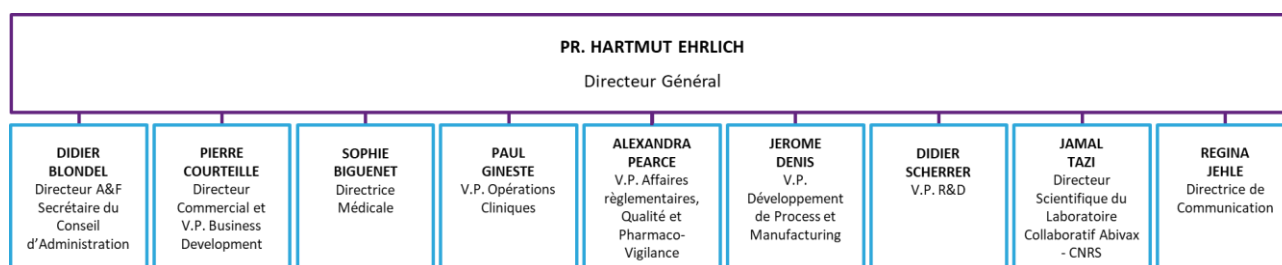 PR. HARTMUT EHRLICH
Directeur Général
DIDIER
BLONDEL
Directeur A&F
Secrétaire du
Conseil
d'Administration
PIERRE
COURTEILLE
Directeur
Commercial et
V.P. Business
Development
SOPHIE
BIGUENET
Directrice
Médicale
PAUL
GINESTE
V.P. Opérations
Cliniques
ALEXANDRA
PEARCE
V.P. Affaires
règlementaires,
Qualité et
Pharmaco-
Vigilance
JEROME
DENIS
V.P.
Développement
de Process et
Manufacturing
DIDIER
SCHERRER
V.P. R&D
JAMAL
TAZI
Directeur
Scientifique du
Laboratoire
Collaboratif Abivax
- CNRS
REGINA
JEHLE
Directrice de
Communication